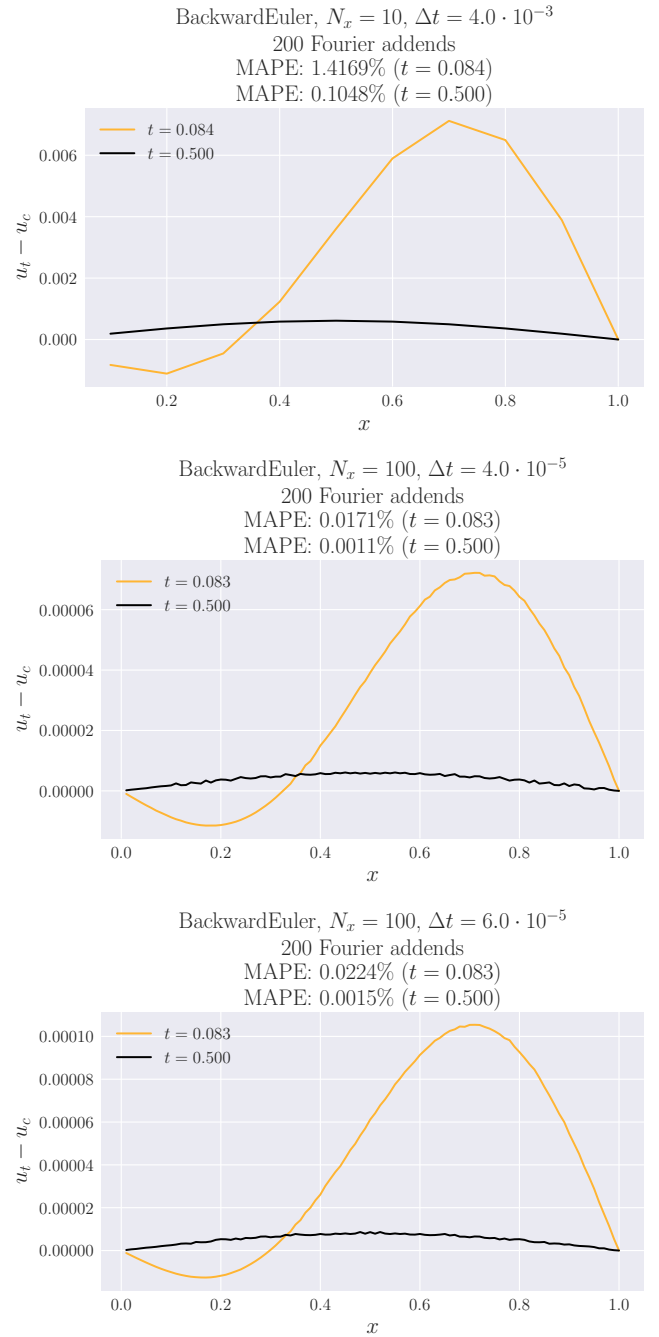 BackwardEuler, $N_x = 10$, $\Delta t = 4.0 \cdot 10^{-3}$
200 Fourier addends
MAPE: 1.4169% ($t = 0.084$)
MAPE: 0.1048% ($t = 0.500$)
$t = 0.084$
$t = 0.500$
0.006
0.004
0.002
0.000
$u_t - u_c$
0.2 0.4 0.6 0.8 1.0
$x$
BackwardEuler, $N_x = 100$, $\Delta t = 4.0 \cdot 10^{-5}$
200 Fourier addends
MAPE: 0.0171% ($t = 0.083$)
MAPE: 0.0011% ($t = 0.500$)
$t = 0.083$
$t = 0.500$
0.00006
0.00004
0.00002
0.00000
$u_t - u_c$
0.0 0.2 0.4 0.6 0.8 1.0
$x$
BackwardEuler, $N_x = 100$, $\Delta t = 6.0 \cdot 10^{-5}$
200 Fourier addends
MAPE: 0.0224% ($t = 0.083$)
MAPE: 0.0015% ($t = 0.500$)
$t = 0.083$
$t = 0.500$
0.00010
0.00008
0.00006
0.00004
0.00002
0.00000
$u_t - u_c$
0.0 0.2 0.4 0.6 0.8 1.0
$x$